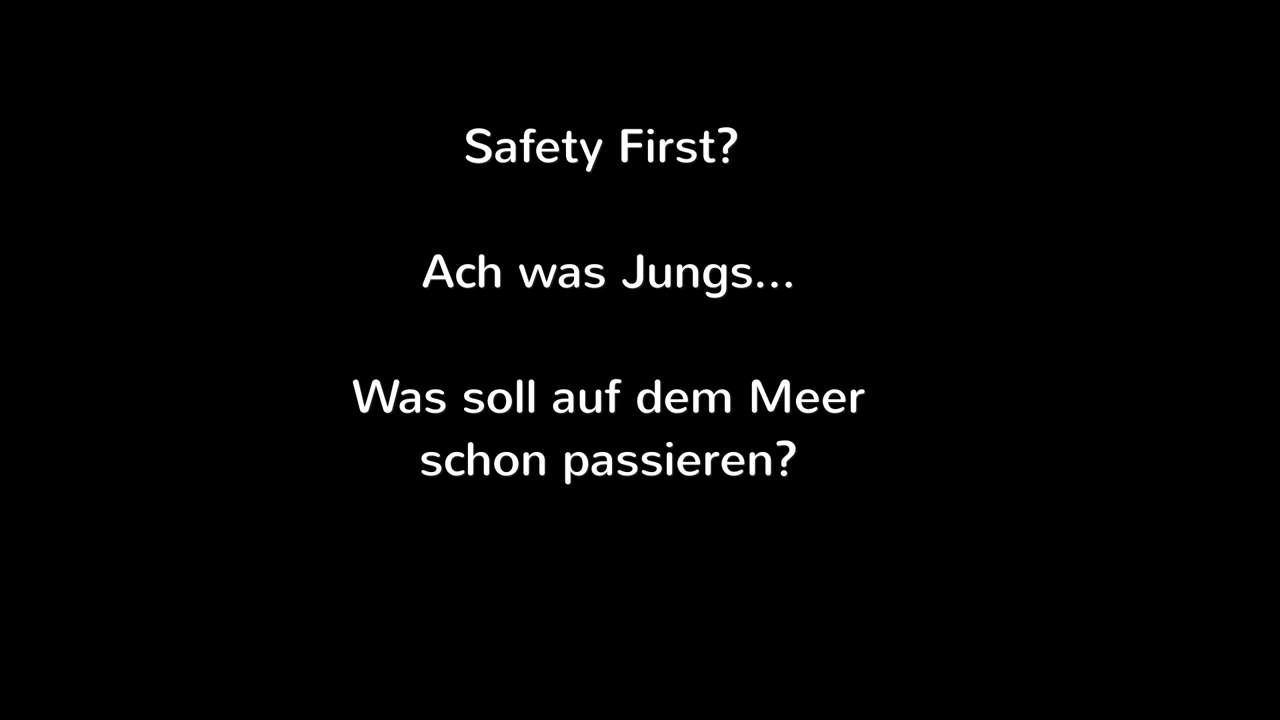 Safety First?
Ach was Jungs...
Was soll auf dem Meer
schon passieren?